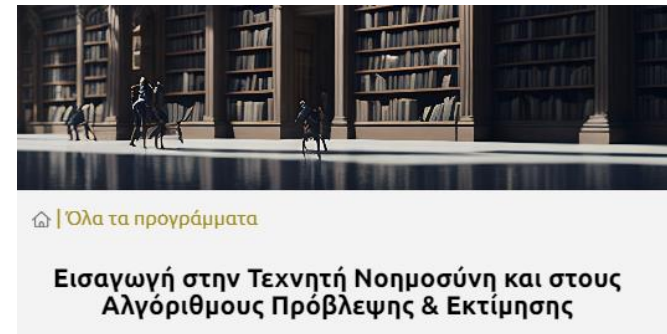 | Όλα τα προγράμματα
Εισαγωγή στην Τεχνητή Νοημοσύνη και στους
Αλγόριθμους Πρόβλεψης & Εκτίμησης